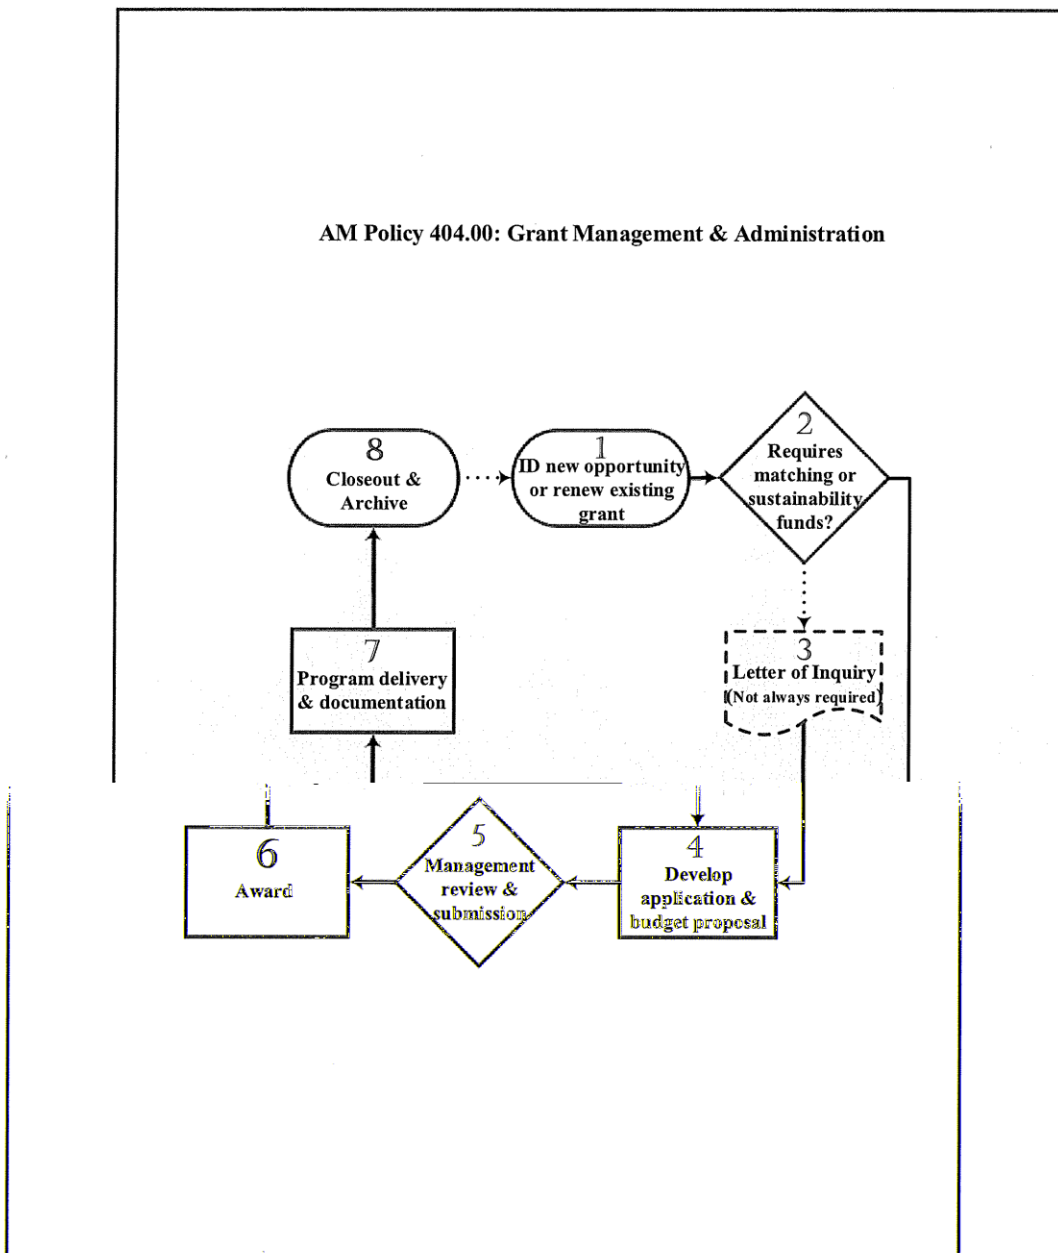 AM Policy 404.00: Grant Management & Administration
8
Closeout &
Archive
1
ID new opportunity
or renew existing
grant
2
Requires
matching or
sustainability
funds?
3
Letter of Inquiry
(Not always required)
7
Program delivery
& documentation
6
Award
5
Management
review &
submission
4
Develop
application &
budget proposal